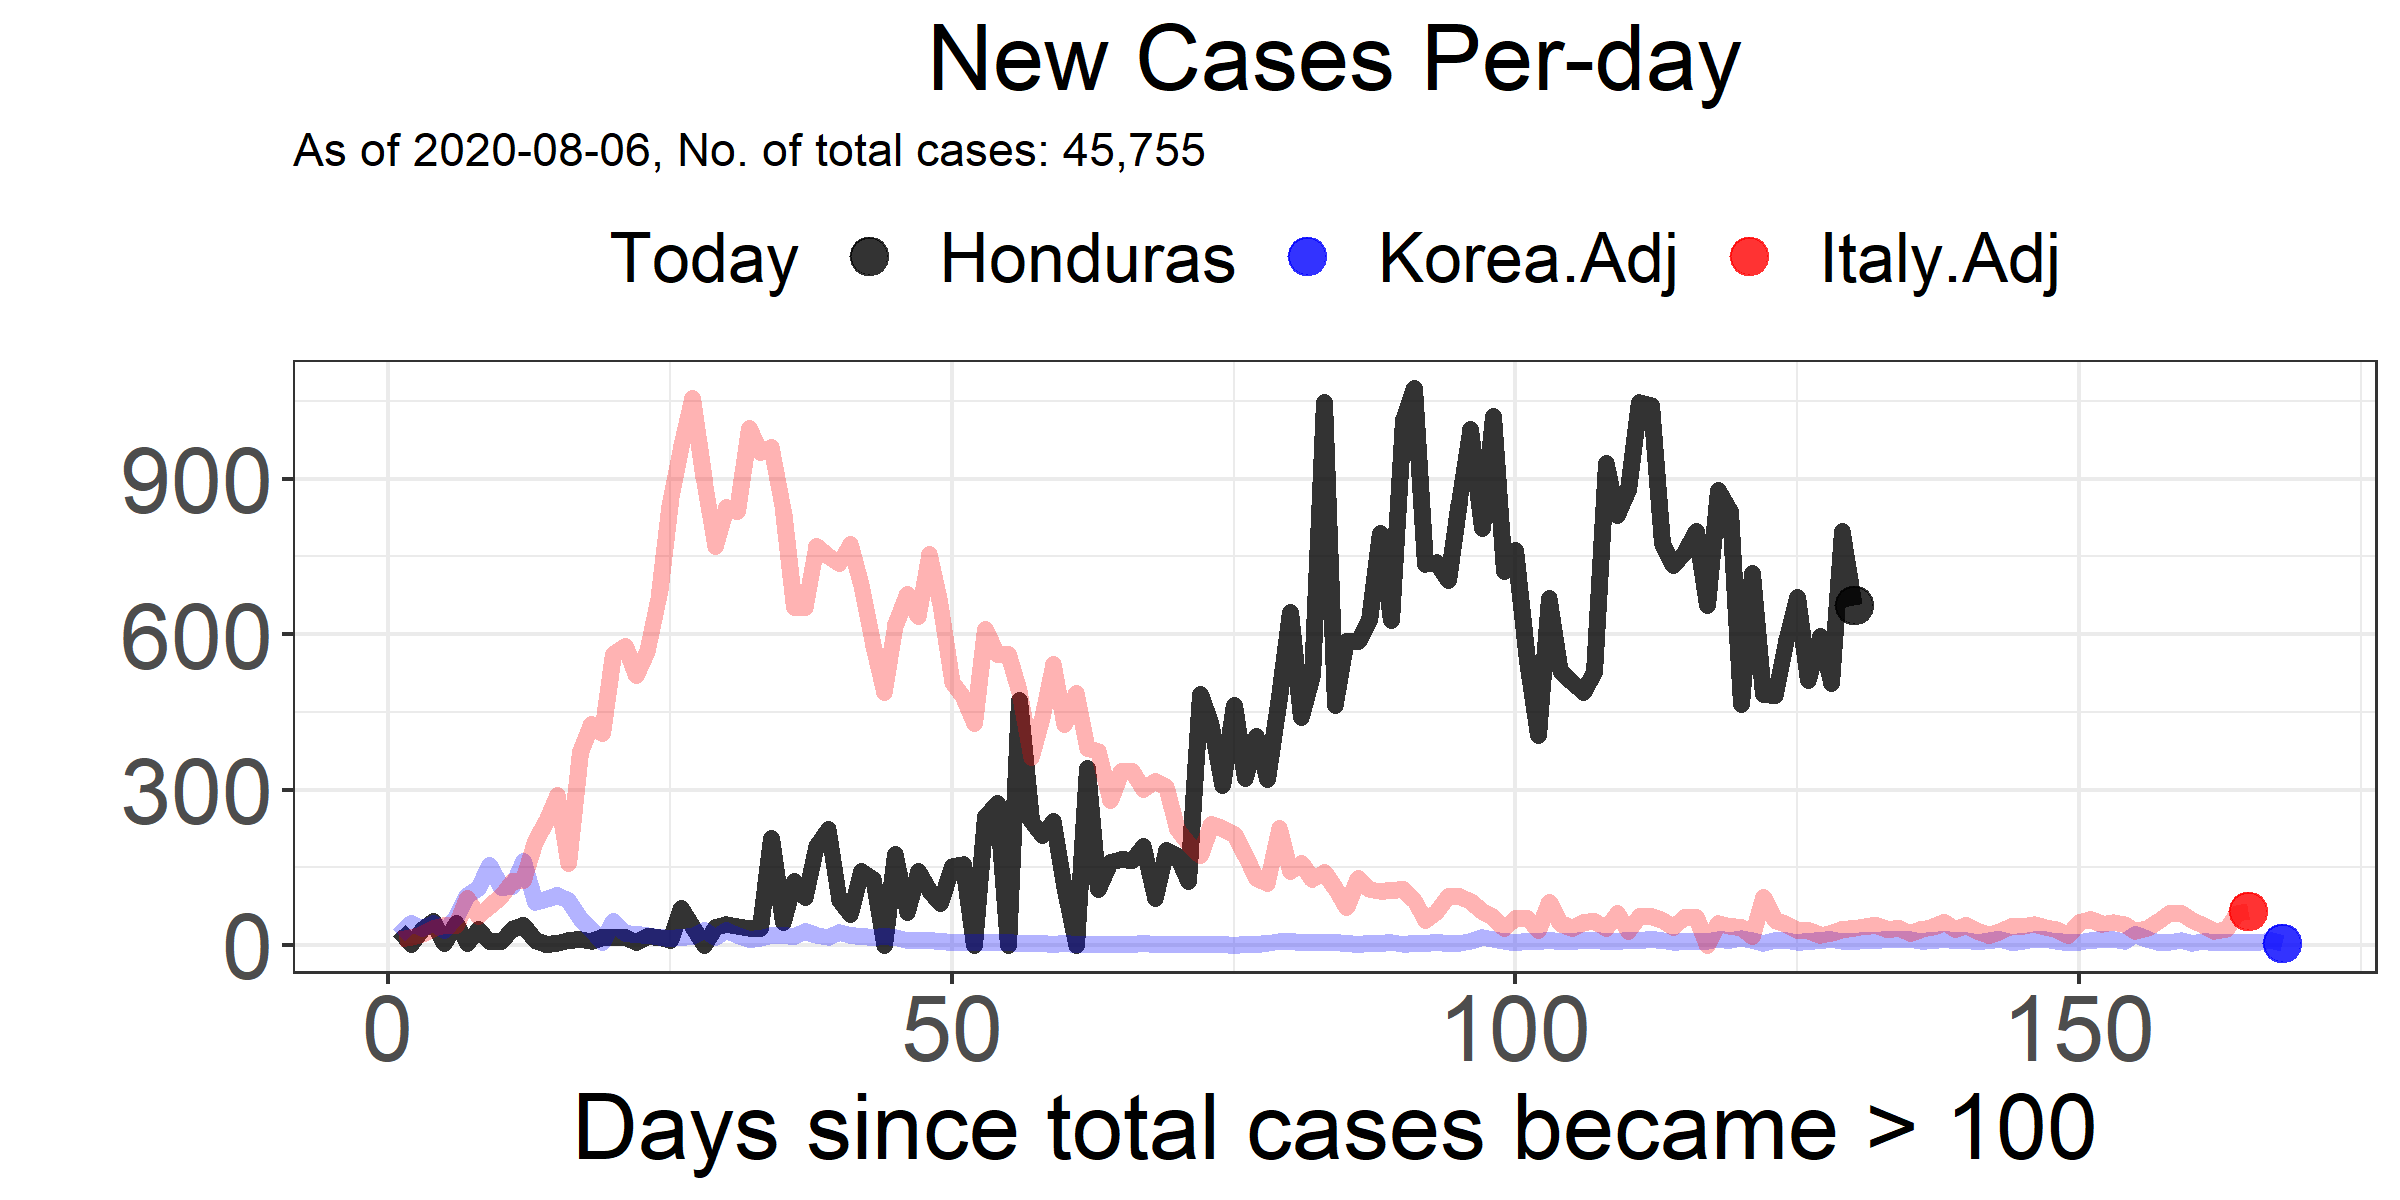 New Cases Per-day
As of 2020-08-06, No. of total cases: 45,755
Today Honduras Korea.Adj Italy.Adj
900
600
300
0
0 50 100 150
Days since total cases became > 100